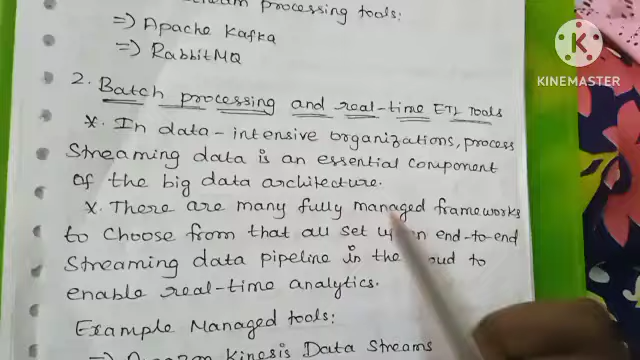 processing tools:
=) Apache Kafka
=) RabbitMQ
KINEMASTER
2. Batch processing and real-time ETL Tools
*. In data-intensive organizations, process
streaming data is an essential component
of the big data architecture.
*. There are many fully managed frameworks
to choose from that all set up an end-to-end
streaming data pipeline in the to
enable real-time analytics.
Example Managed tools:
Kinesis Data Streams